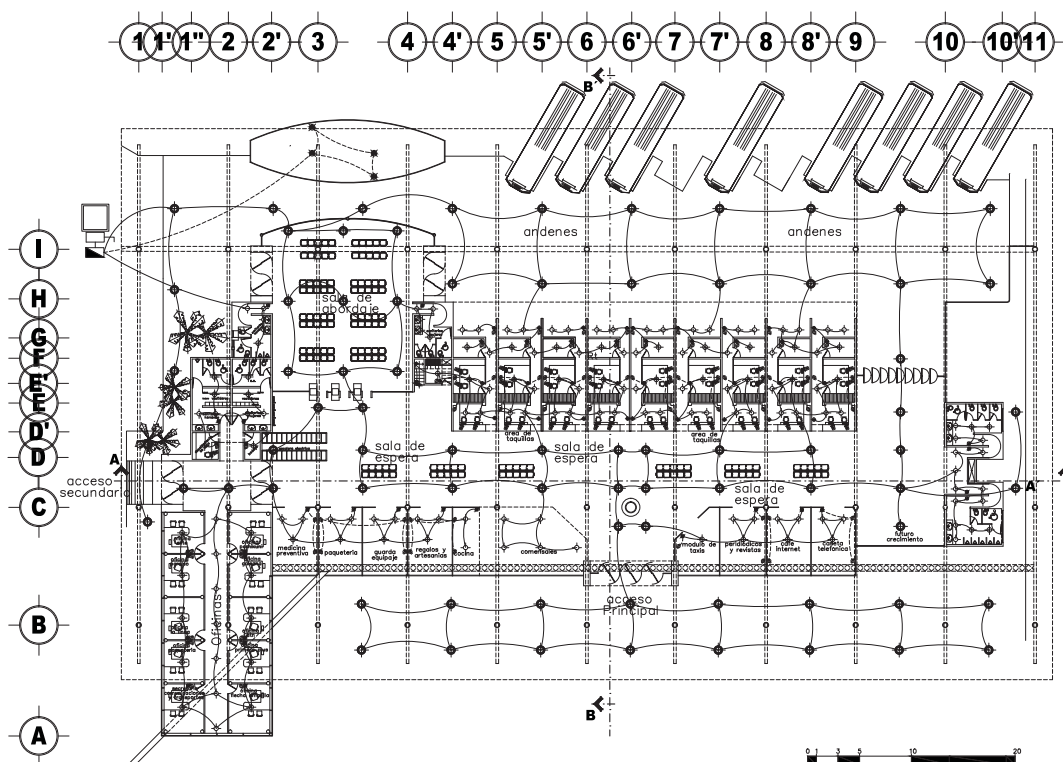 1 1' 1" 2 2' 3 4 4' 5 5' 6 6' 7 7' 8 8' 9 10 10' 11
B'
andenes
andenes
I
H
G
F
E'
E
D'
D
C
B
A
sala de
abordaje
area de
taquillas
area de
taquillas
sala de
espera
sala de
espera
sala de
espera
A
acceso
secundario
A'
medicina
preventiva
paqueteria
guarda
equipaje
regalos y
artesanias
cocina
comensales
modulo de
taxis
periodicos
y revistas
cafe
internet
caseta
telefonica
futuro
crecimiento
acceso
Principal
Oficinas
B
0 1 3 5 10 20